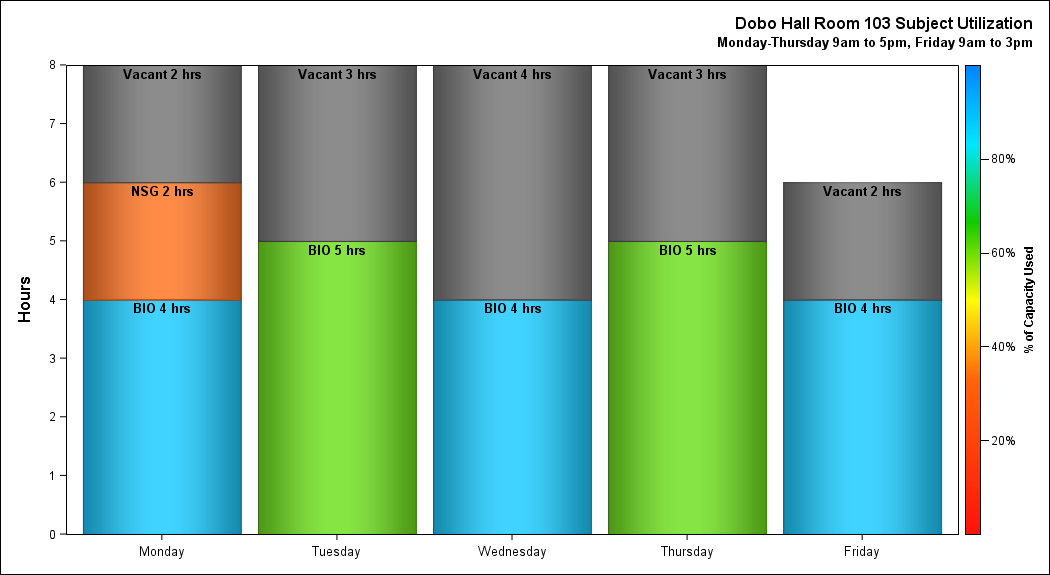 Dobo Hall Room 103 Subject Utilization
Monday-Thursday 9am to 5pm, Friday 9am to 3pm
Hours
8
7
6
5
4
3
2
1
0
Vacant 2 hrs
NSG 2 hrs
BIO 4 hrs
Vacant 3 hrs
BIO 5 hrs
Vacant 4 hrs
BIO 4 hrs
Vacant 3 hrs
BIO 5 hrs
Vacant 2 hrs
BIO 4 hrs
Monday
Tuesday
Wednesday
Thursday
Friday
80%
60%
40%
20%
% of Capacity Used